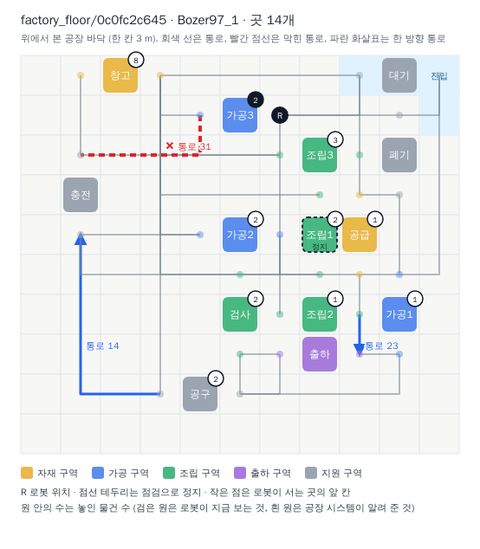 factory_floor/0c0fc2c645 · Bozer97_1 · 곳 14개
위에서 본 공장 바닥 (한 칸 3 m). 회색 선은 통로, 빨간 점선은 막힌 통로, 파란 화살표는 한 방향 통로
창고 8
대기
전립
가공3 2
R
통로 31
조립3 3
폐기
충전
가공2 2
조립1 2
정지
공급 1
검사 2
조립2 1
가공1 1
통로 14
출하
통로 23
공구 2
자재 구역 가공 구역 조립 구역 출하 구역 지원 구역
R 로봇 위치 · 점선 테두리는 점검으로 정지 · 작은 점은 로봇이 서는 곳의 앞 칸
원 안의 수는 놓인 물건 수 (검은 원은 로봇이 지금 보는 것, 흰 원은 공장 시스템이 알려 준 것)